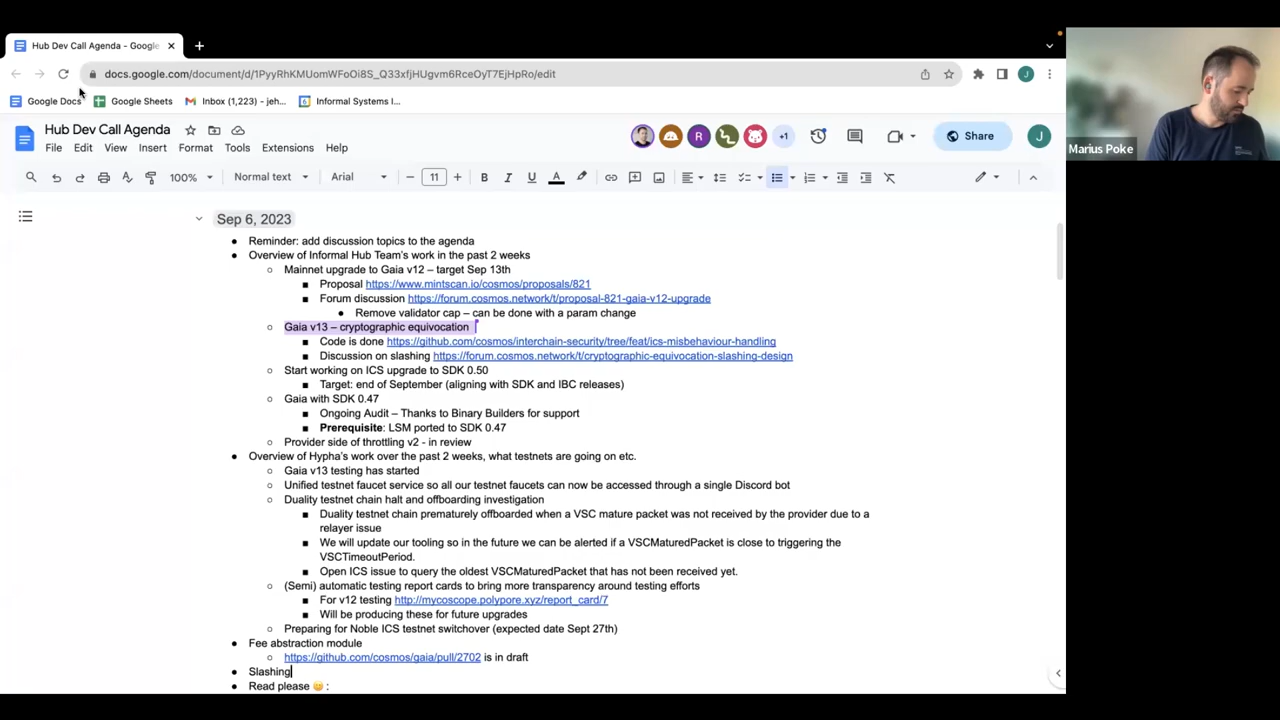 Hub Dev Call Agenda - Google
docs.google.com/document/d/1PyyRhKMUomWFoOi8S_Q33xfjHUgvm6RceOyT7EjHpRo/edit
J
Google Docs
Google Sheets
Inbox (1,223) - jeh...
Informal Systems I...
Hub Dev Call Agenda
R
+1
Share
J
File Edit View Insert Format Tools Extensions Help
100% Normal text Arial 11 B I U A
Marius Poke
Sep 6, 2023
● Reminder: add discussion topics to the agenda
● Overview of Informal Hub Team's work in the past 2 weeks
○ Mainnet upgrade to Gaia v12 – target Sep 13th
■ Proposal https://www.mintscan.io/cosmos/proposals/821
■ Forum discussion https://forum.cosmos.network/t/proposal-821-gaia-v12-upgrade
● Remove validator cap – can be done with a param change
○ Gaia v13 – cryptographic equivocation
■ Code is done https://github.com/cosmos/interchain-security/tree/feat/ics-misbehaviour-handling
■ Discussion on slashing https://forum.cosmos.network/t/cryptographic-equivocation-slashing-design
○ Start working on ICS upgrade to SDK 0.50
■ Target: end of September (aligning with SDK and IBC releases)
○ Gaia with SDK 0.47
■ Ongoing Audit – Thanks to Binary Builders for support
■ Prerequisite: LSM ported to SDK 0.47
○ Provider side of throttling v2 - in review
● Overview of Hypha's work over the past 2 weeks, what testnets are going on etc.
○ Gaia v13 testing has started
○ Unified testnet faucet service so all our testnet faucets can now be accessed through a single Discord bot
○ Duality testnet chain halt and offboarding investigation
■ Duality testnet chain prematurely offboarded when a VSC mature packet was not received by the provider due to a
relayer issue
■ We will update our tooling so in the future we can be alerted if a VSCMaturedPacket is close to triggering the
VSCTimeoutPeriod.
■ Open ICS issue to query the oldest VSCMaturedPacket that has not been received yet.
○ (Semi) automatic testing report cards to bring more transparency around testing efforts
■ For v12 testing http://mycoscope.polypore.xyz/report_card/7
■ Will be producing these for future upgrades
○ Preparing for Noble ICS testnet switchover (expected date Sept 27th)
● Fee abstraction module
○ https://github.com/cosmos/gaia/pull/2702 is in draft
● Slashing
● Read please 😊 :